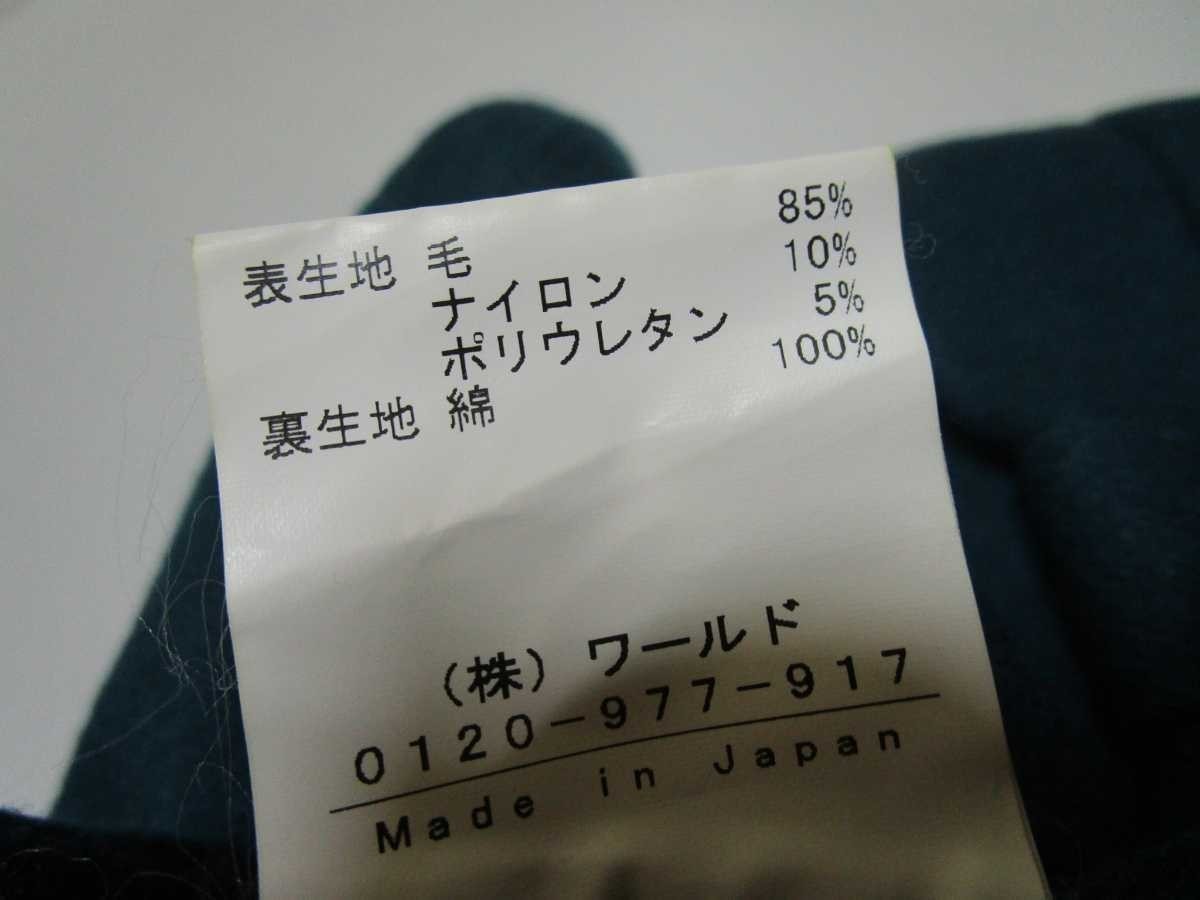 表生地 毛 85%
ナイロン 10%
ポリウレタン 5%
裏生地 綿 100%
(株) ワールド
0120-977-917
Made in Japan